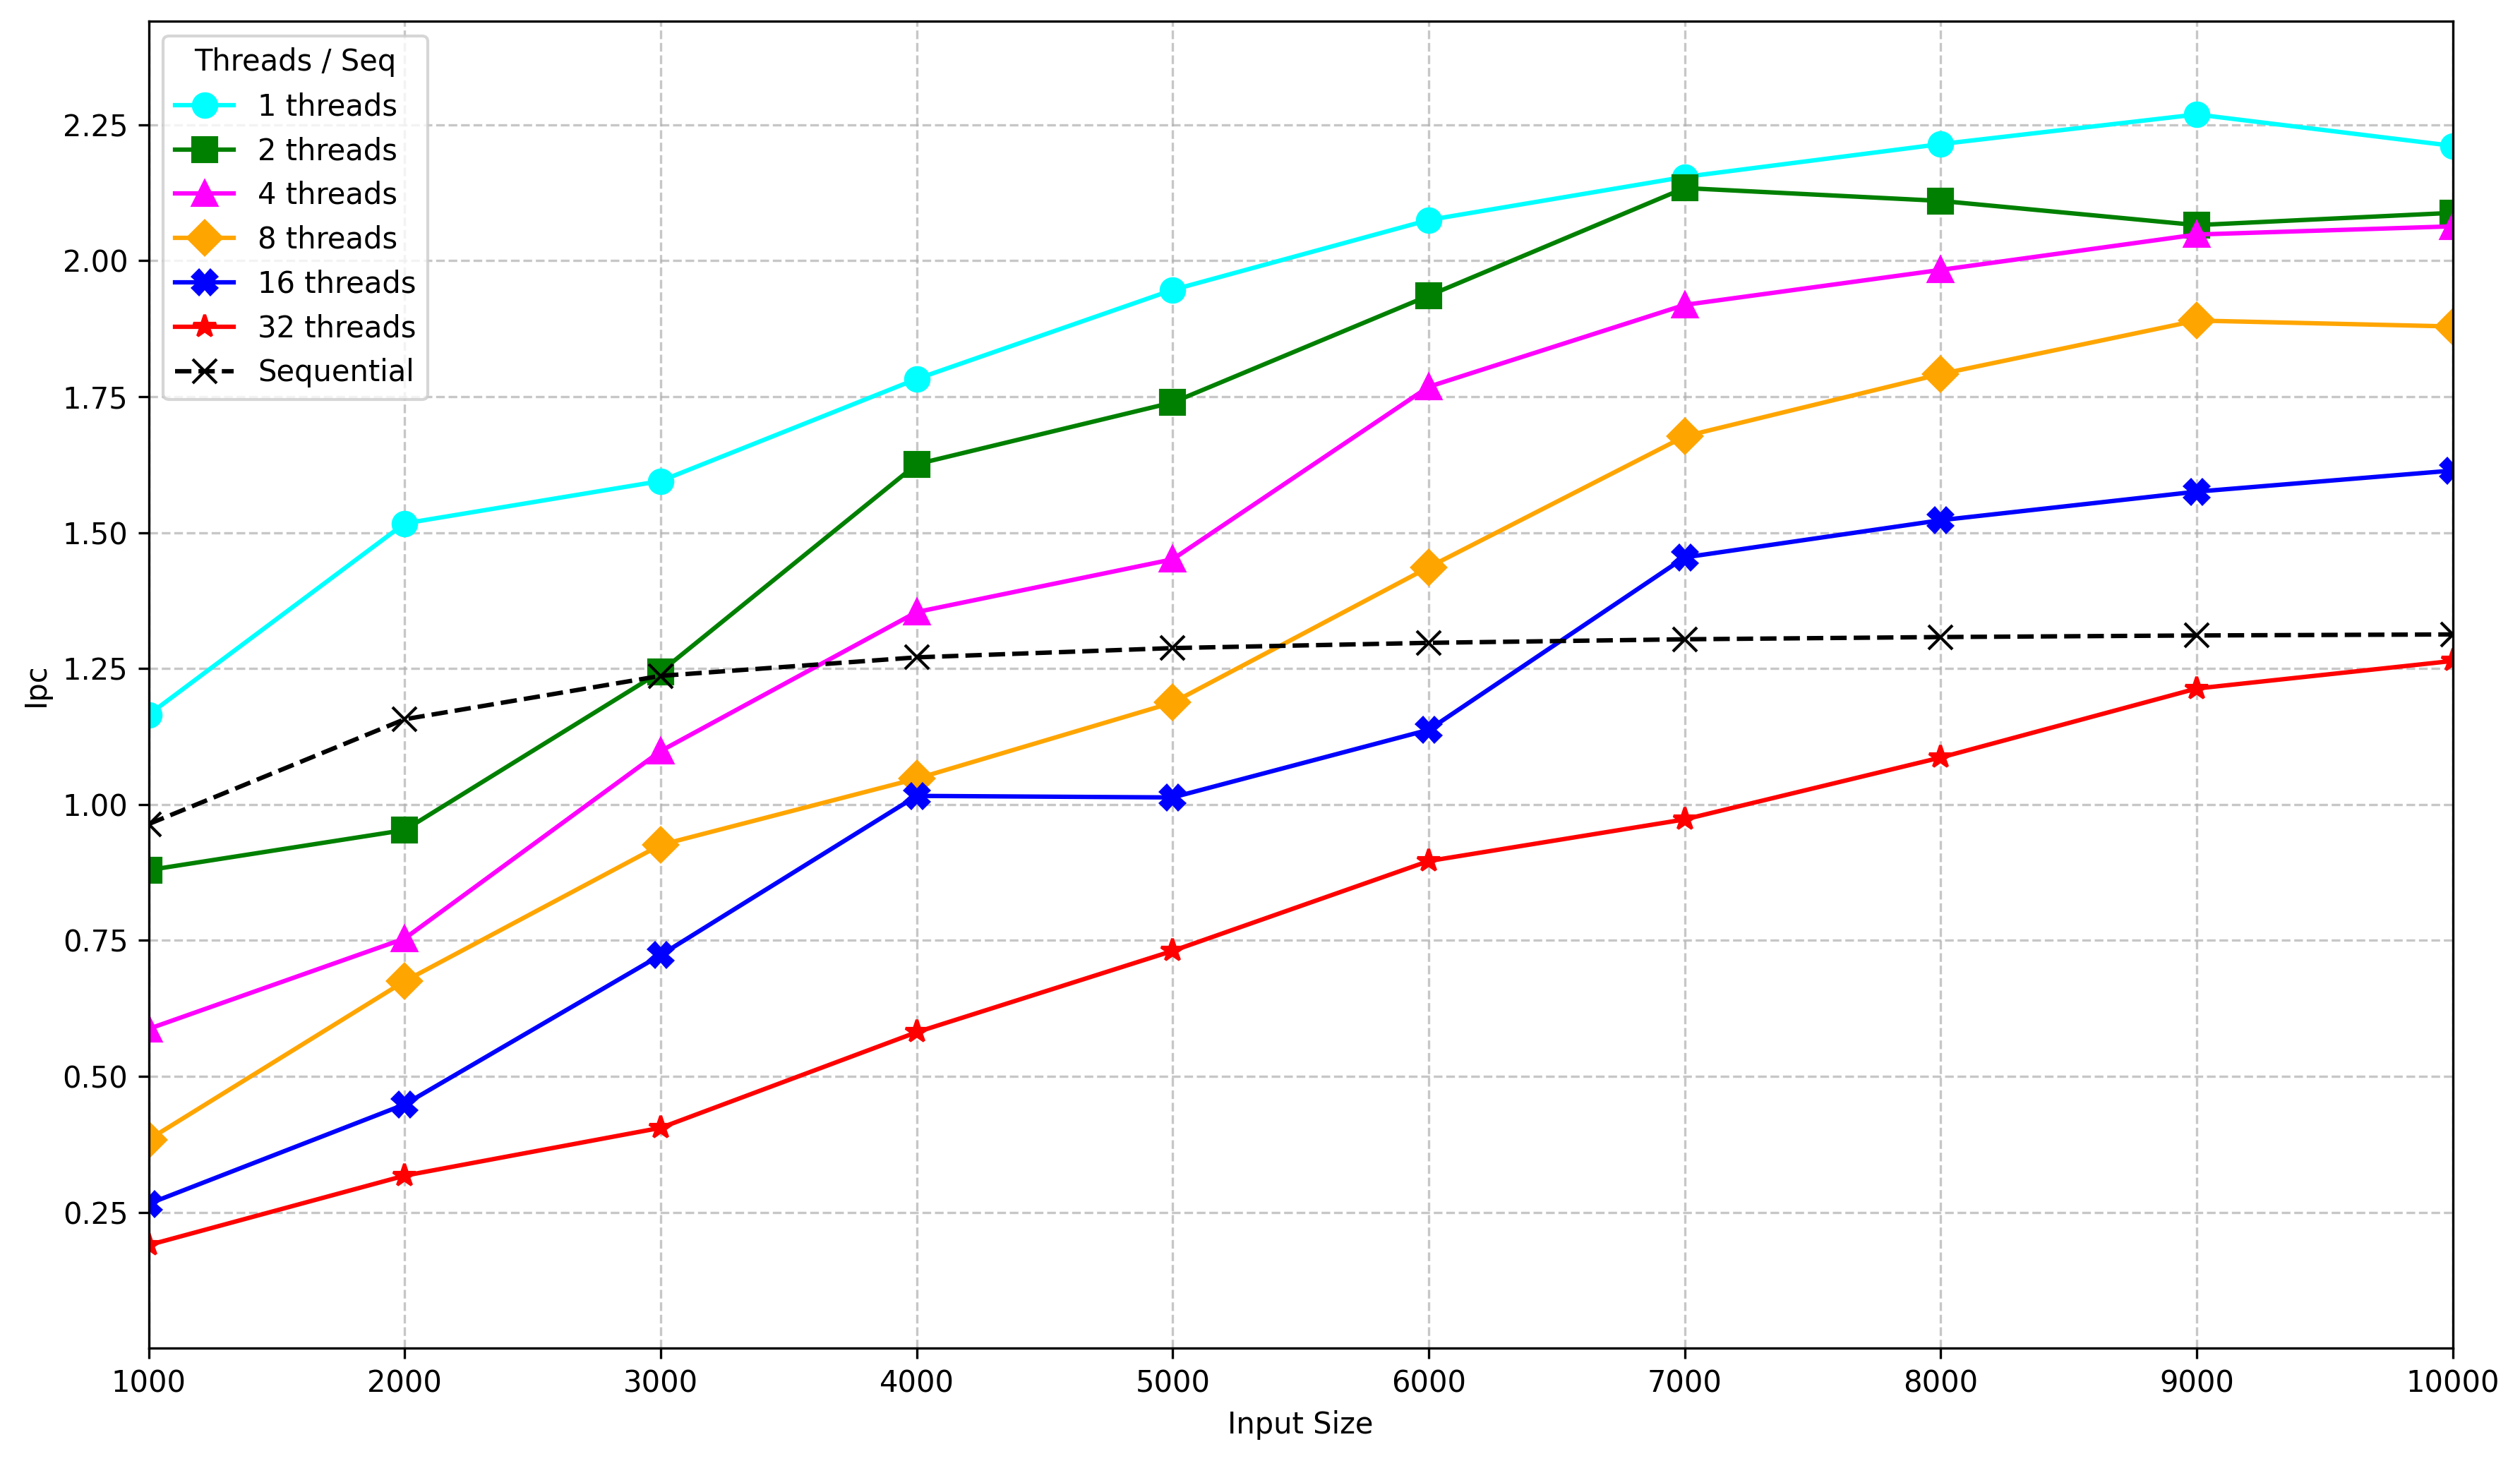 Threads / Seq
1 threads
2 threads
4 threads
8 threads
16 threads
32 threads
Sequential
2.25
2.00
1.75
1.50
1.25
1.00
0.75
0.50
0.25
Ipc
1000 2000 3000 4000 5000 6000 7000 8000 9000 10000
Input Size